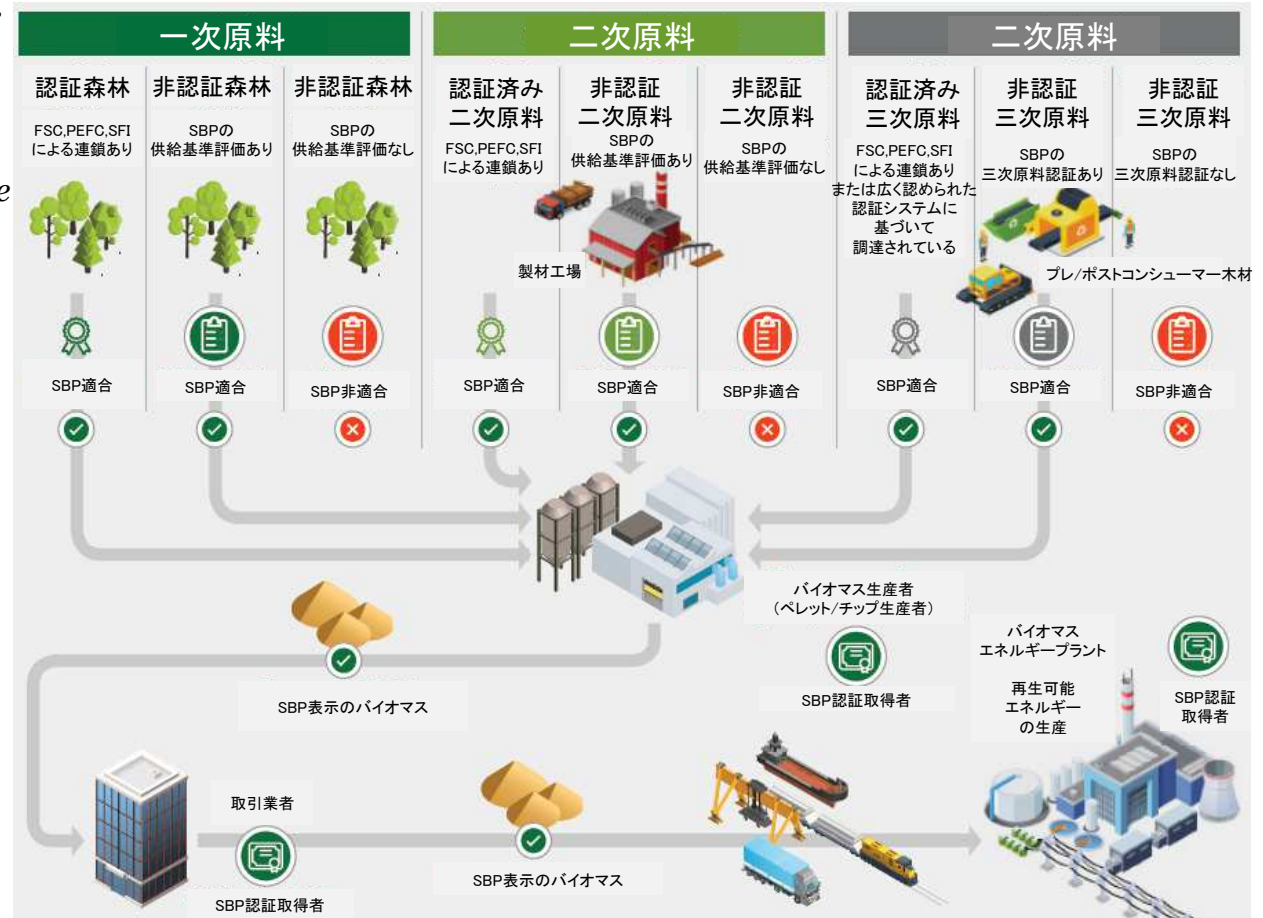 一次原料
二次原料
二次原料
認証森林
FSC,PEFC,SFI
による連鎖あり
非認証森林
SBPの
供給基準評価あり
非認証森林
SBPの
供給基準評価なし
認証済み
二次原料
FSC,PEFC,SFI
による連鎖あり
非認証
二次原料
SBPの
供給基準評価あり
非認証
二次原料
SBPの
供給基準評価なし
認証済み
三次原料
FSC,PEFC,SFI
による連鎖あり
または広く認められた
認証システムに
基づいて
調達されている
非認証
三次原料
SBPの
三次原料認証あり
非認証
三次原料
SBPの
三次原料認証なし
e
製材工場
プレ/ポストコンシューマー木材
SBP適合
SBP適合
SBP非適合
SBP適合
SBP適合
SBP非適合
SBP適合
SBP適合
SBP非適合
バイオマス生産者
(ペレット/チップ生産者)
SBP認証取得者
バイオマス
エネルギープラント
再生可能
エネルギー
の生産
SBP認証
取得者
SBP表示のバイオマス
取引業者
SBP認証取得者
SBP表示のバイオマス